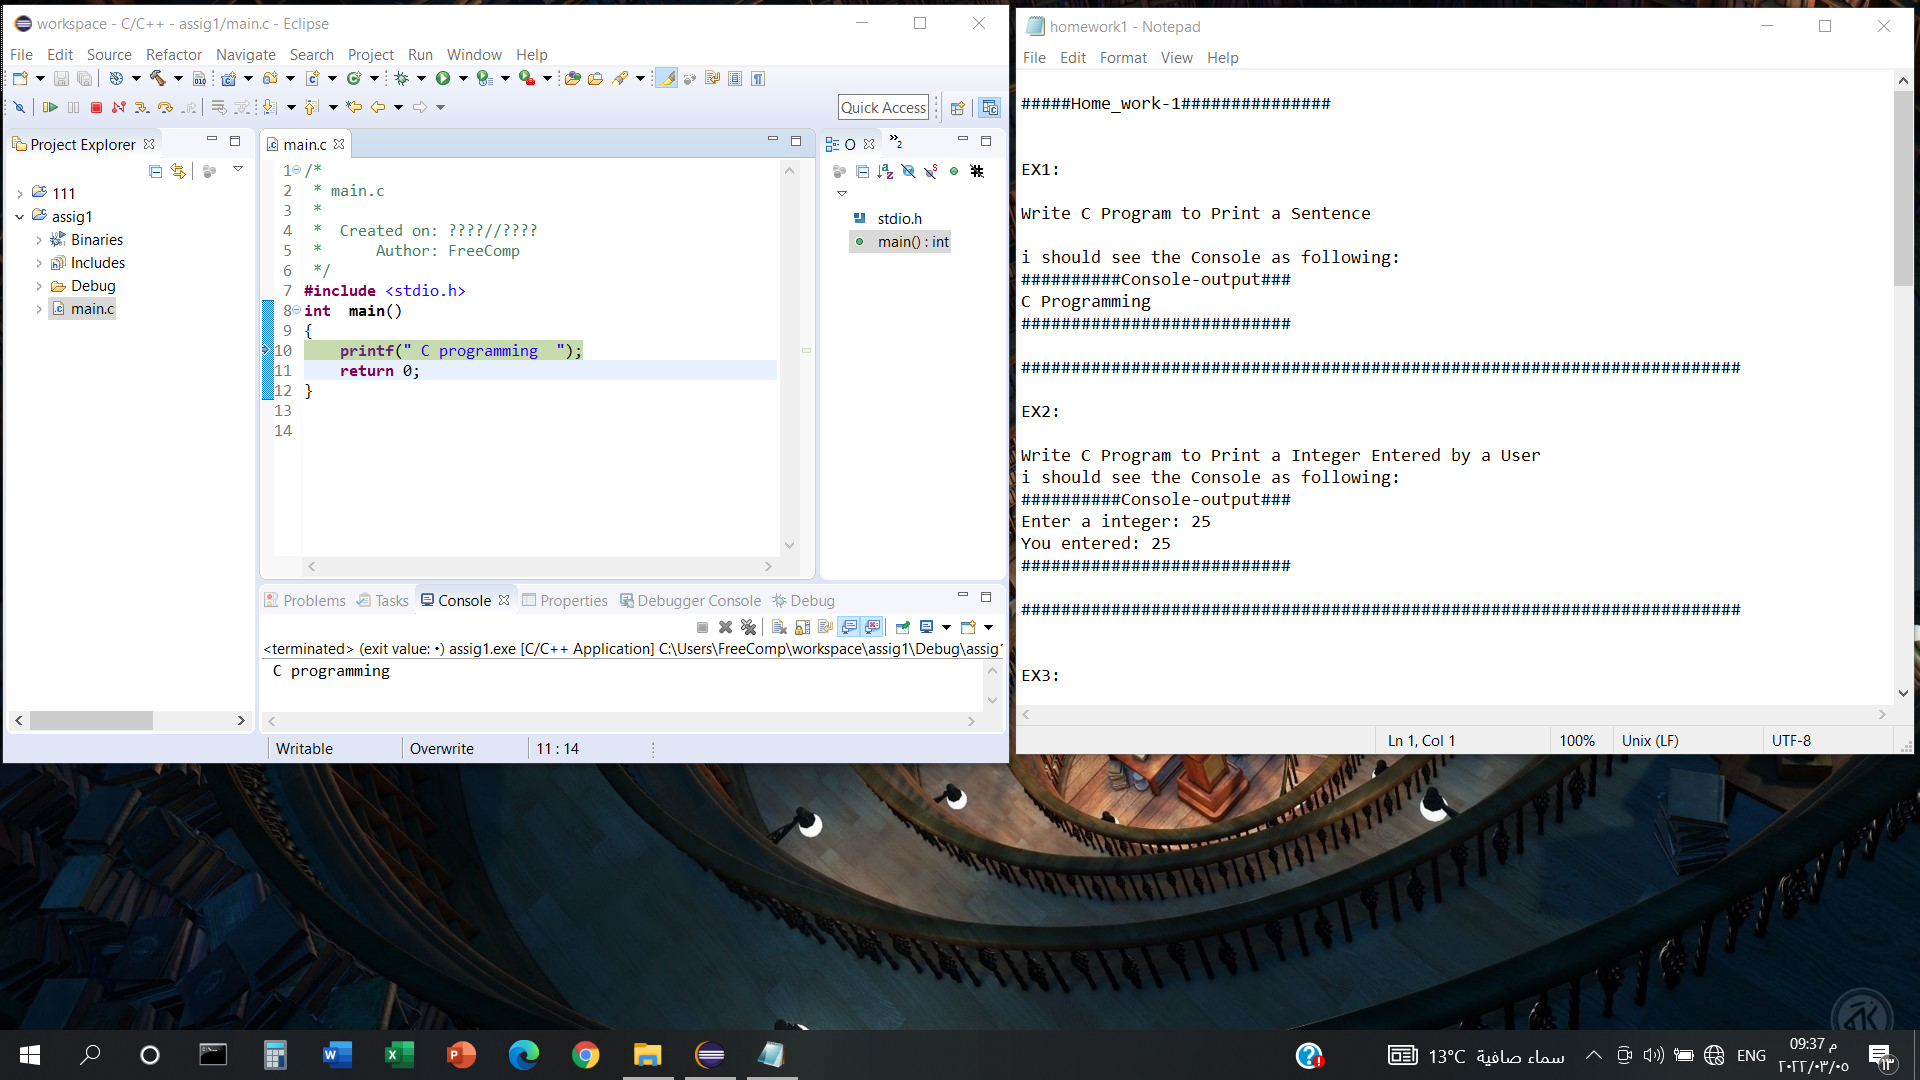 workspace - C/C++ - assig1/main.c - Eclipse
File Edit Source Refactor Navigate Search Project Run Window Help
Quick Access
Project Explorer
111
assig1
Binaries
Includes
Debug
main.c
main.c
1 /*
2  * main.c
3  *
4  *  Created on: ????//????
5  *      Author: FreeComp
6  */
7 #include <stdio.h>
8 int  main()
9 {
10     printf(" C programming  ");
11     return 0;
12 }
13
14
O
2
stdio.h
main() : int
Problems Tasks Console Properties Debugger Console Debug
<terminated> (exit value: •) assig1.exe [C/C++ Application] C:\Users\FreeComp\workspace\assig1\Debug\assig1
 C programming
Writable Overwrite 11 : 14
homework1 - Notepad
File Edit Format View Help
#####Home_work-1###############
EX1:
Write C Program to Print a Sentence
i should see the Console as following:
##########Console-output###
C Programming
###########################
########################################################################
EX2:
Write C Program to Print a Integer Entered by a User
i should see the Console as following:
##########Console-output###
Enter a integer: 25
You entered: 25
###########################
########################################################################
EX3:
Ln 1, Col 1 100% Unix (LF) UTF-8
13°C سماء صافية
ENG
09:37 م
٢٠٢٢/٠٣/٠٥
١٣